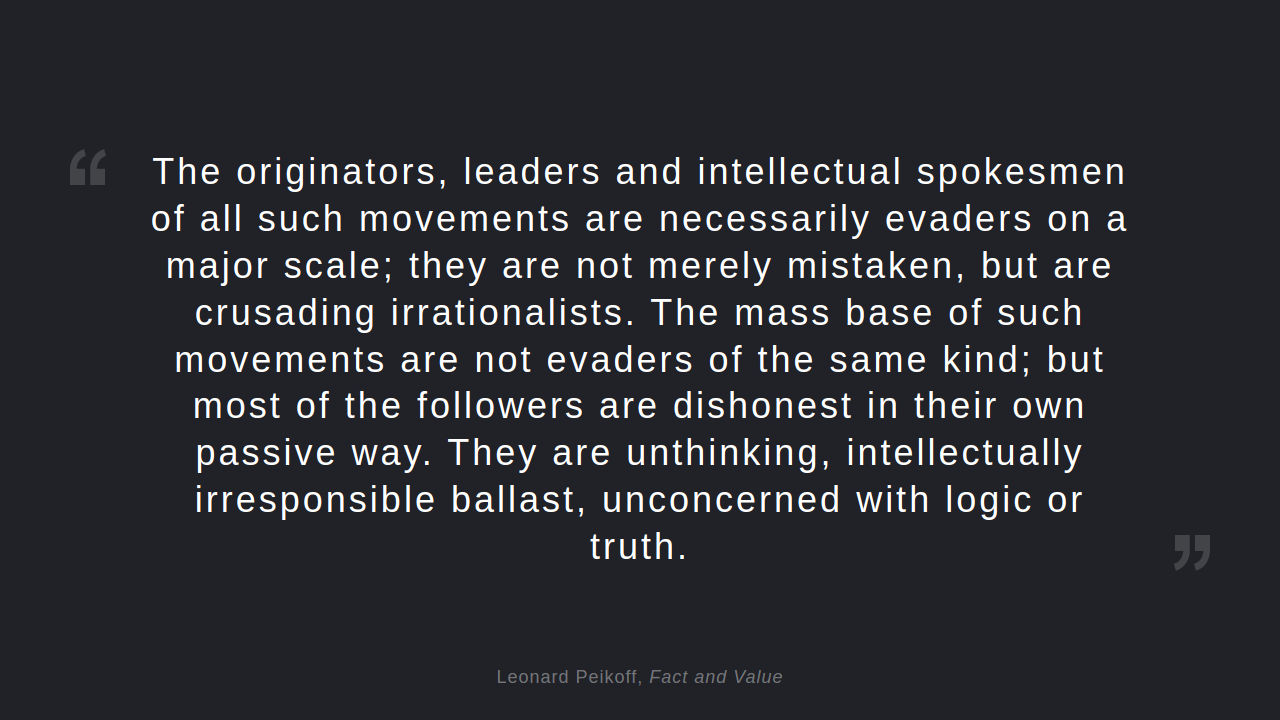 “ The originators, leaders and intellectual spokesmen
of all such movements are necessarily evaders on a
major scale; they are not merely mistaken, but are
crusading irrationalists. The mass base of such
movements are not evaders of the same kind; but
most of the followers are dishonest in their own
passive way. They are unthinking, intellectually
irresponsible ballast, unconcerned with logic or
truth. ”
Leonard Peikoff, Fact and Value